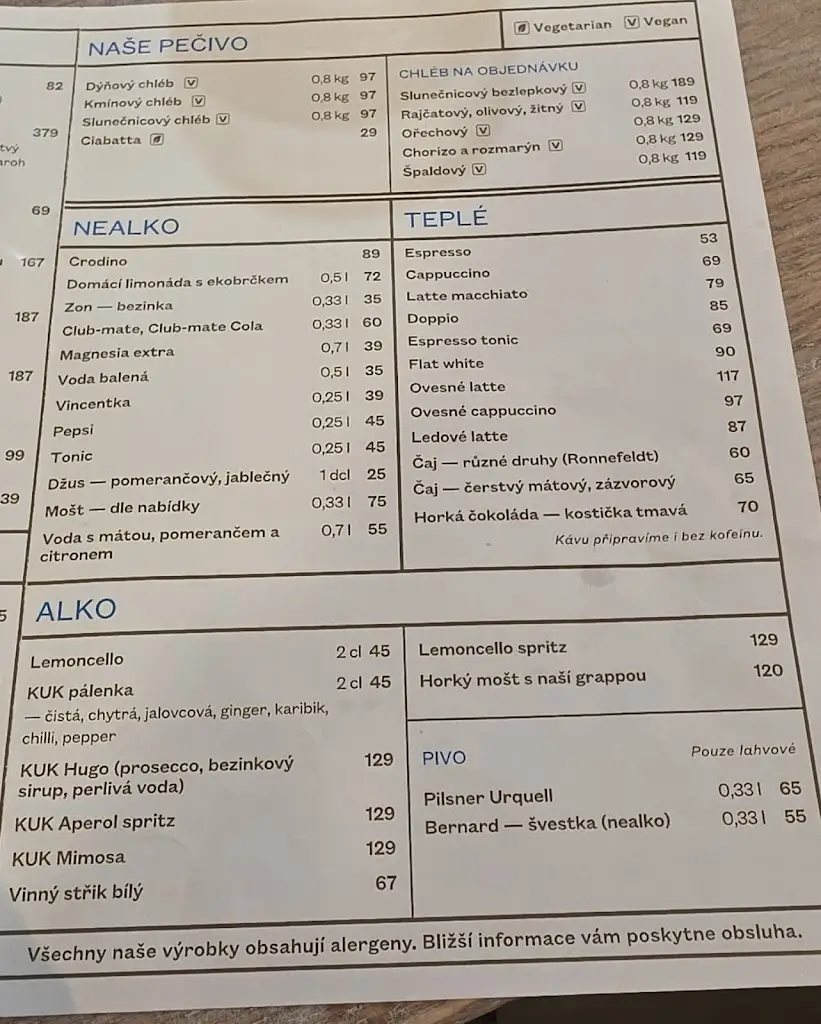 82
379
tvý
aroh
69
167
187
187
99
39
5
NAŠE PEČIVO
Vegetarian V Vegan
Dýňový chléb V 0,8 kg 97
Kmínový chléb V 0,8 kg 97
Slunečnicový chléb V 0,8 kg 97
Ciabatta 29
CHLÉB NA OBJEDNÁVKU
Slunečnicový bezlepkový V 0,8 kg 189
Rajčatový, olivový, žitný V 0,8 kg 119
Ořechový V 0,8 kg 129
Chorizo a rozmarýn V 0,8 kg 129
Špaldový V 0,8 kg 119
NEALKO
Crodino 89
Domácí limonáda s ekobrčkem 0,5 l 72
Zon — bezinka 0,33 l 35
Club-mate, Club-mate Cola 0,33 l 60
Magnesia extra 0,7 l 39
Voda balená 0,5 l 35
Vincentka 0,25 l 39
Pepsi 0,25 l 45
Tonic 0,25 l 45
Džus — pomerančový, jablečný 1 dcl 25
Mošt — dle nabídky 0,33 l 75
Voda s mátou, pomerančem a 0,7 l 55
citronem
TEPLÉ
Espresso 53
Cappuccino 69
Latte macchiato 79
Doppio 85
Espresso tonic 69
Flat white 90
Ovesné latte 117
Ovesné cappuccino 97
Ledové latte 87
Čaj — různé druhy (Ronnefeldt) 60
Čaj — čerstvý mátový, zázvorový 65
Horká čokoláda — kostička tmavá 70
Kávu připravíme i bez kofeinu.
ALKO
Lemoncello 2 cl 45
KUK pálenka 2 cl 45
— čistá, chytrá, jalovcová, ginger, karibik,
chilli, pepper
KUK Hugo (prosecco, bezinkový 129
sirup, perlivá voda)
KUK Aperol spritz 129
KUK Mimosa 129
Vinný střik bílý 67
Lemoncello spritz 129
Horký mošt s naší grappou 120
PIVO Pouze lahvové
Pilsner Urquell 0,33 l 65
Bernard — švestka (nealko) 0,33 l 55
Všechny naše výrobky obsahují alergeny. Bližší informace vám poskytne obsluha.